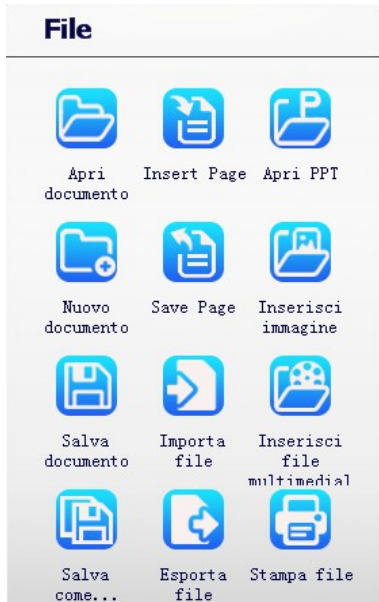 File
Apri
documento
Insert Page
Apri PPT
Nuovo
documento
Save Page
Inserisci
immagine
Salva
documento
Importa
file
Inserisci
file
multimedial
Salva
come...
Esporta
file
Stampa file